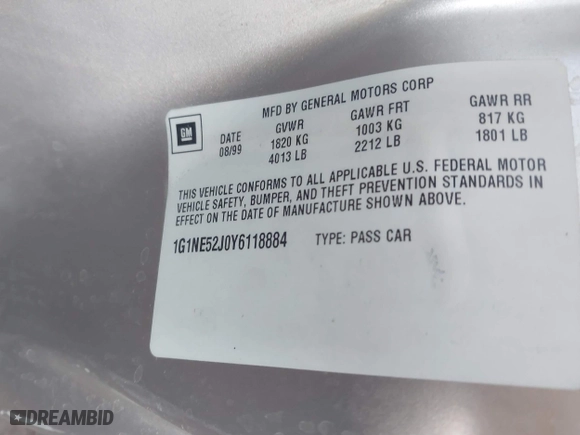 MFD BY GENERAL MOTORS CORP
GM DATE GVWR GAWR FRT GAWR RR
08/99 1820 KG 1003 KG 817 KG
4013 LB 2212 LB 1801 LB
THIS VEHICLE CONFORMS TO ALL APPLICABLE U.S. FEDERAL MOTOR
VEHICLE SAFETY, BUMPER, AND THEFT PREVENTION STANDARDS IN
EFFECT ON THE DATE OF MANUFACTURE SHOWN ABOVE.
1G1NE52J0Y6118884 TYPE: PASS CAR
DREAMBID